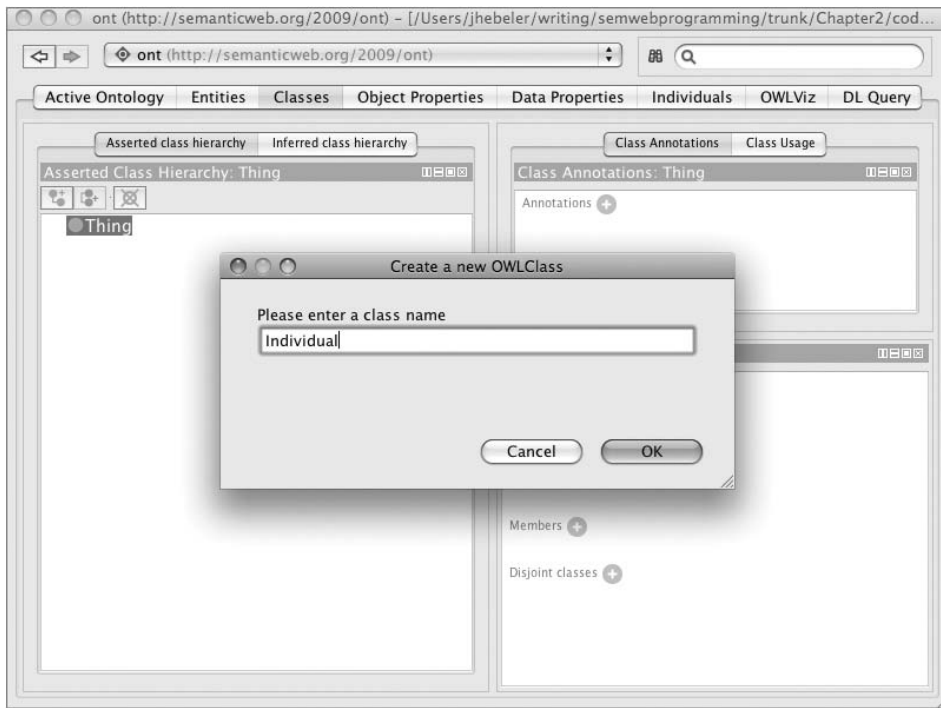 ont (http://semanticweb.org/2009/ont) – [/Users/jhebeler/writing/semwebprogramming/trunk/Chapter2/cod...
ont (http://semanticweb.org/2009/ont)
Active Ontology Entities Classes Object Properties Data Properties Individuals OWLViz DL Query
Asserted class hierarchy Inferred class hierarchy
Class Annotations Class Usage
Asserted Class Hierarchy: Thing
Class Annotations: Thing
Annotations
Thing
Create a new OWLClass
Please enter a class name
Individual
Cancel OK
Members
Disjoint classes